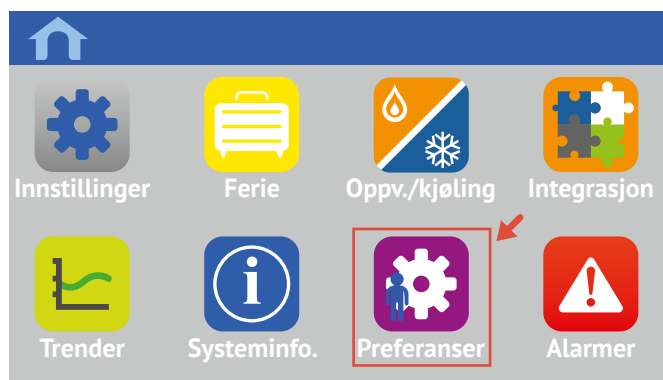 Innstillinger Ferie Oppv./kjøling Integrasjon
i
Trender Systeminfo. Preferanser Alarmer